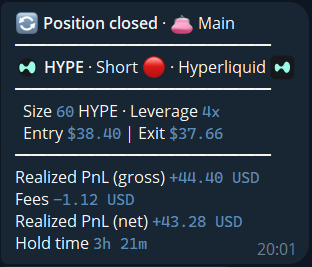 Position closed · Main
HYPE · Short · Hyperliquid
Size 60 HYPE · Leverage 4x
Entry $38.40 | Exit $37.66
Realized PnL (gross) +44.40 USD
Fees −1.12 USD
Realized PnL (net) +43.28 USD
Hold time 3h 21m
20:01